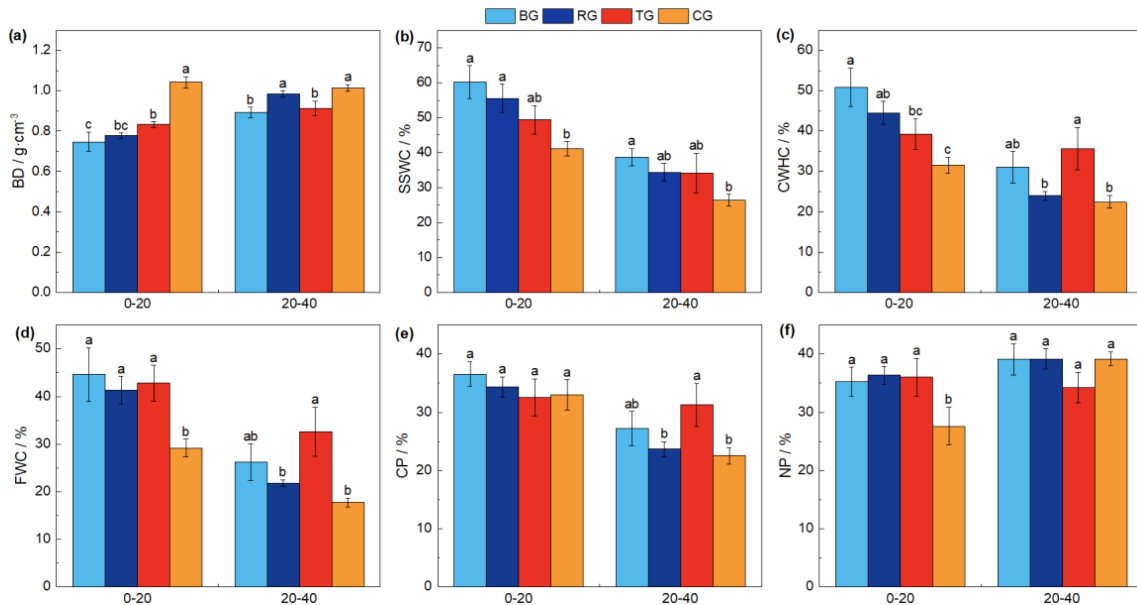 BG RG TG CG
(a)
BD / g·cm-3
1.2
1.0
0.8
0.6
0.4
0.2
0.0
c bc b a
b a b a
0-20 20-40
(b)
SSWC / %
70
60
50
40
30
20
10
0
a a ab b
a ab ab b
0-20 20-40
(c)
CWHC / %
60
50
40
30
20
10
0
a ab bc c
ab b a b
0-20 20-40
(d)
FWC / %
50
40
30
20
10
0
a a a b
ab b a b
0-20 20-40
(e)
CP / %
40
30
20
10
0
a a a a
ab b a b
0-20 20-40
(f)
NP / %
40
30
20
10
0
a a a b
a a a a
0-20 20-40